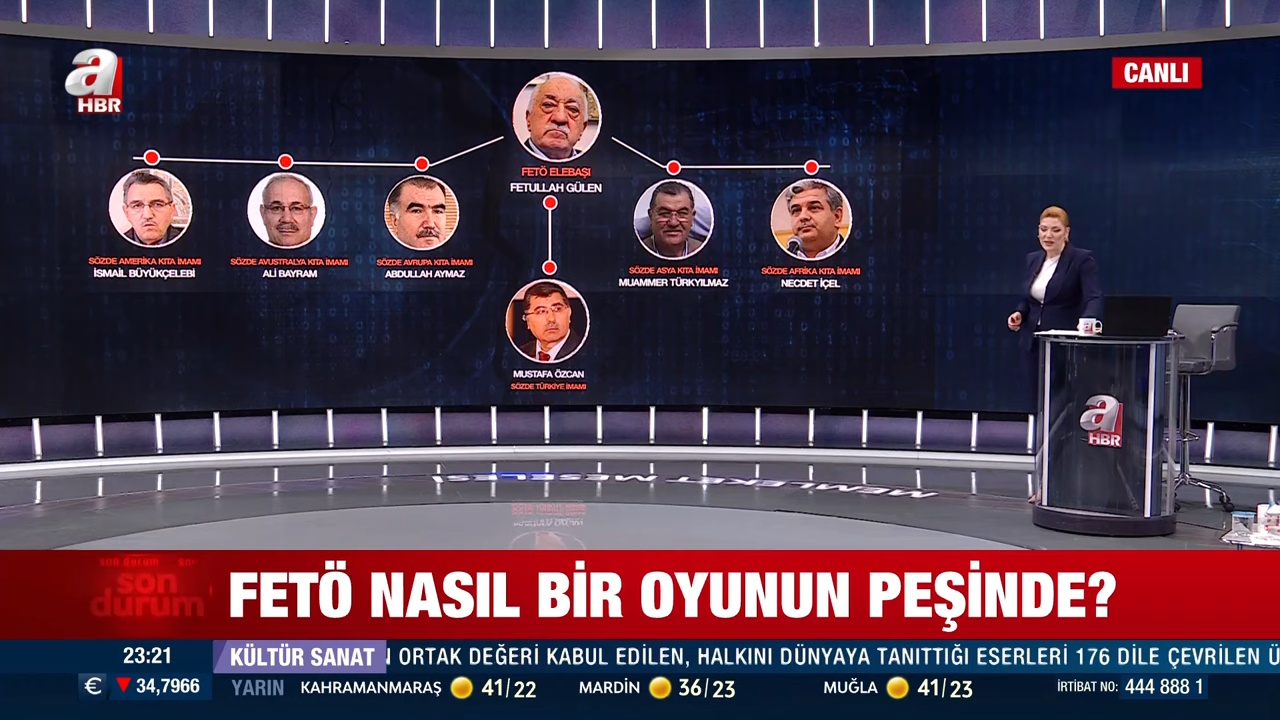 a
HBR
CANLI
FETÖ ELEBAŞI
FETULLAH GÜLEN
SÖZDE AMERİKA KITA İMAMI
İSMAİL BÜYÜKÇELEBİ
SÖZDE AVUSTRALYA KITA İMAMI
ALİ BAYRAM
SÖZDE AVRUPA KITA İMAMI
ABDULLAH AYMAZ
SÖZDE ASYA KITA İMAMI
MUAMMER TÜRKYILMAZ
SÖZDE AFRİKA KITA İMAMI
NECDET İÇEL
MUSTAFA ÖZCAN
SÖZDE TÜRKİYE İMAMI
a
HBR
MEMLEKET MESELESİ
son durum
son durum
FETÖ NASIL BİR OYUNUN PEŞİNDE?
23:21
KÜLTÜR SANAT
N ORTAK DEĞERİ KABUL EDİLEN, HALKINI DÜNYAYA TANITTIĞI ESERLERİ 176 DİLE ÇEVRİLEN Ü
€ 34,7966
YARIN KAHRAMANMARAŞ 41/22 MARDİN 36/23 MUĞLA 41/23
İRTİBAT NO: 444 888 1